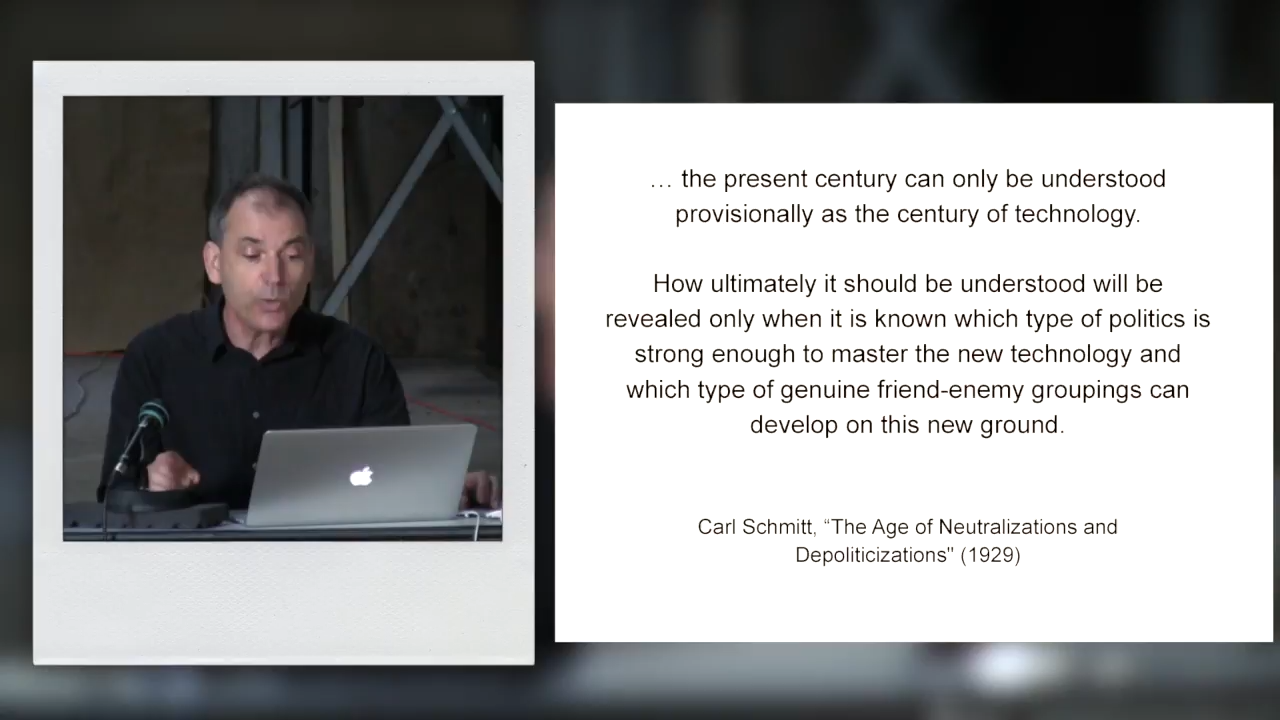 … the present century can only be understood
provisionally as the century of technology.
How ultimately it should be understood will be
revealed only when it is known which type of politics is
strong enough to master the new technology and
which type of genuine friend-enemy groupings can
develop on this new ground.
Carl Schmitt, “The Age of Neutralizations and
Depoliticizations" (1929)